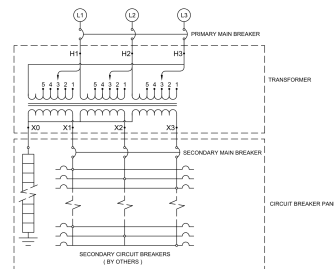 L1 L2 L3
PRIMARY MAIN BREAKER
H1 H2 H3
TRANSFORMER
5 4 3 2 1 5 4 3 2 1 5 4 3 2 1
X0 X1 X2 X3
SECONDARY MAIN BREAKER
CIRCUIT BREAKER PAN
SECONDARY CIRCUIT BREAKERS
( BY OTHERS )